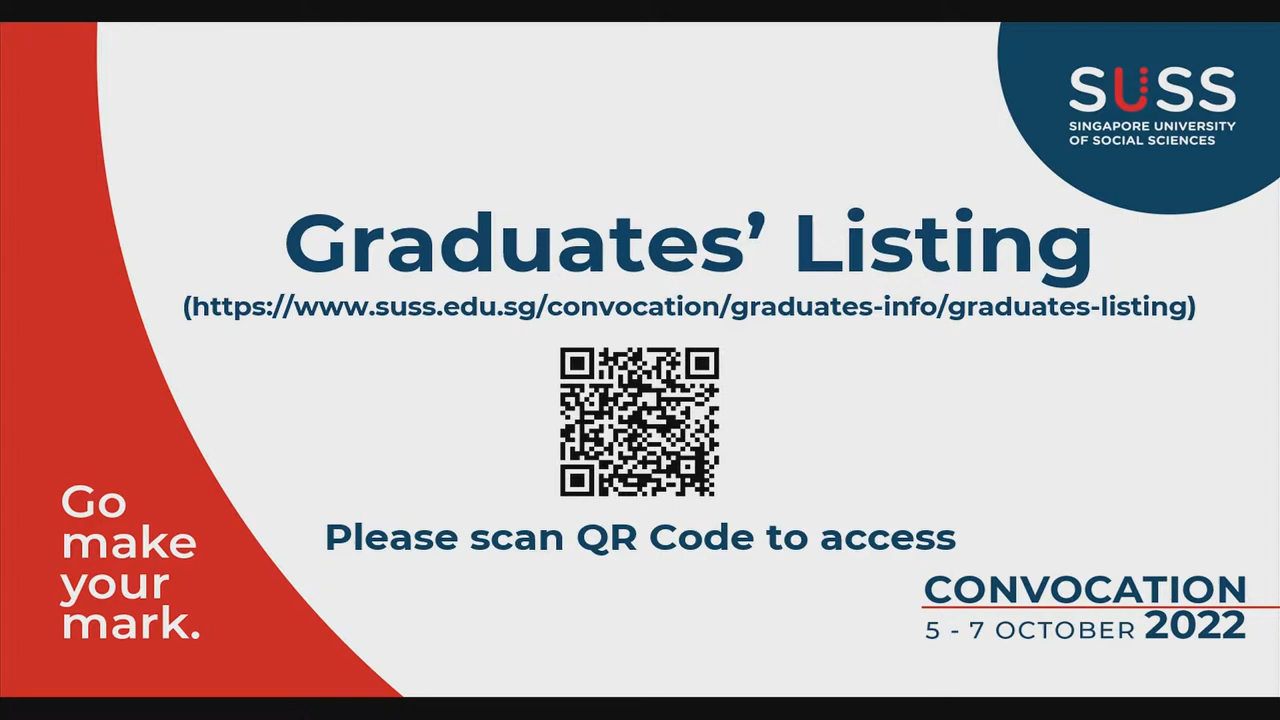 SUSS
SINGAPORE UNIVERSITY
OF SOCIAL SCIENCES
Graduates’ Listing
(https://www.suss.edu.sg/convocation/graduates-info/graduates-listing)
Please scan QR Code to access
Go
make
your
mark.
CONVOCATION
5 - 7 OCTOBER 2022